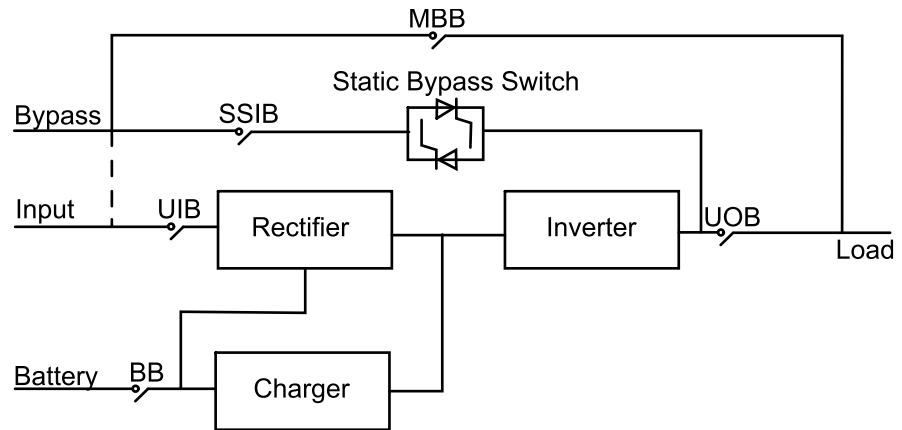 MBB
Static Bypass Switch
Bypass
SSIB
Input
UIB
Rectifier
Inverter
UOB
Load
Battery
BB
Charger